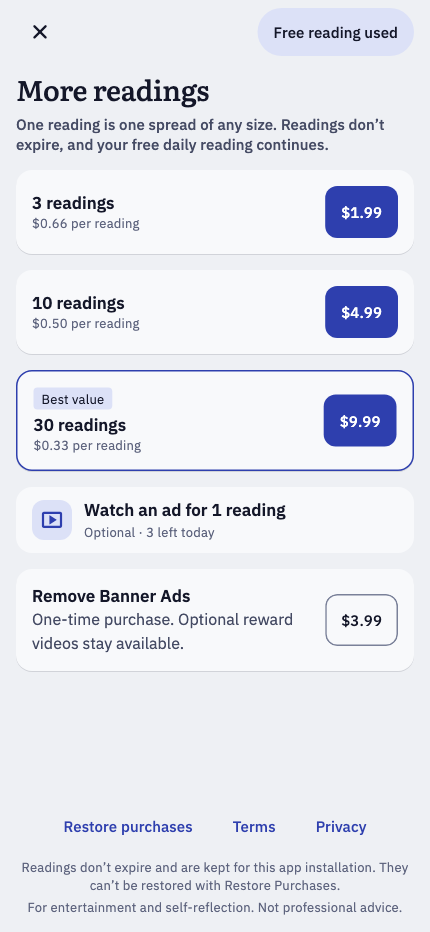 Free reading used
More readings
One reading is one spread of any size. Readings don’t
expire, and your free daily reading continues.
3 readings
$0.66 per reading
$1.99
10 readings
$0.50 per reading
$4.99
Best value
30 readings
$0.33 per reading
$9.99
Watch an ad for 1 reading
Optional · 3 left today
Remove Banner Ads
One-time purchase. Optional reward
videos stay available.
$3.99
Restore purchases
Terms
Privacy
Readings don’t expire and are kept for this app installation. They
can’t be restored with Restore Purchases.
For entertainment and self-reflection. Not professional advice.